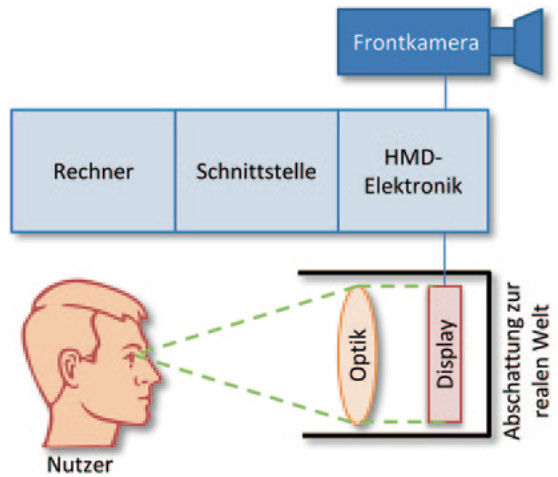 Frontkamera
Rechner
Schnittstelle
HMD-
Elektronik
Optik
Display
Abschattung zur
realen Welt
Nutzer